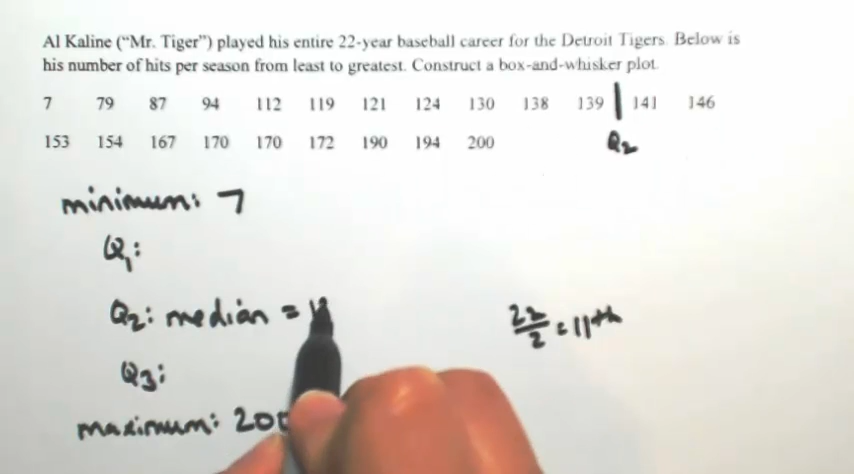 Al Kaline ("Mr. Tiger") played his entire 22-year baseball career for the Detroit Tigers. Below is
his number of hits per season from least to greatest. Construct a box-and-whisker plot.
7 79 87 94 112 119 121 124 130 138 139 | 141 146
153 154 167 170 170 172 190 194 200
Q2
minimum: 7
Q1:
Q2: median =
22/2 = 11th
Q3:
maximum: 200